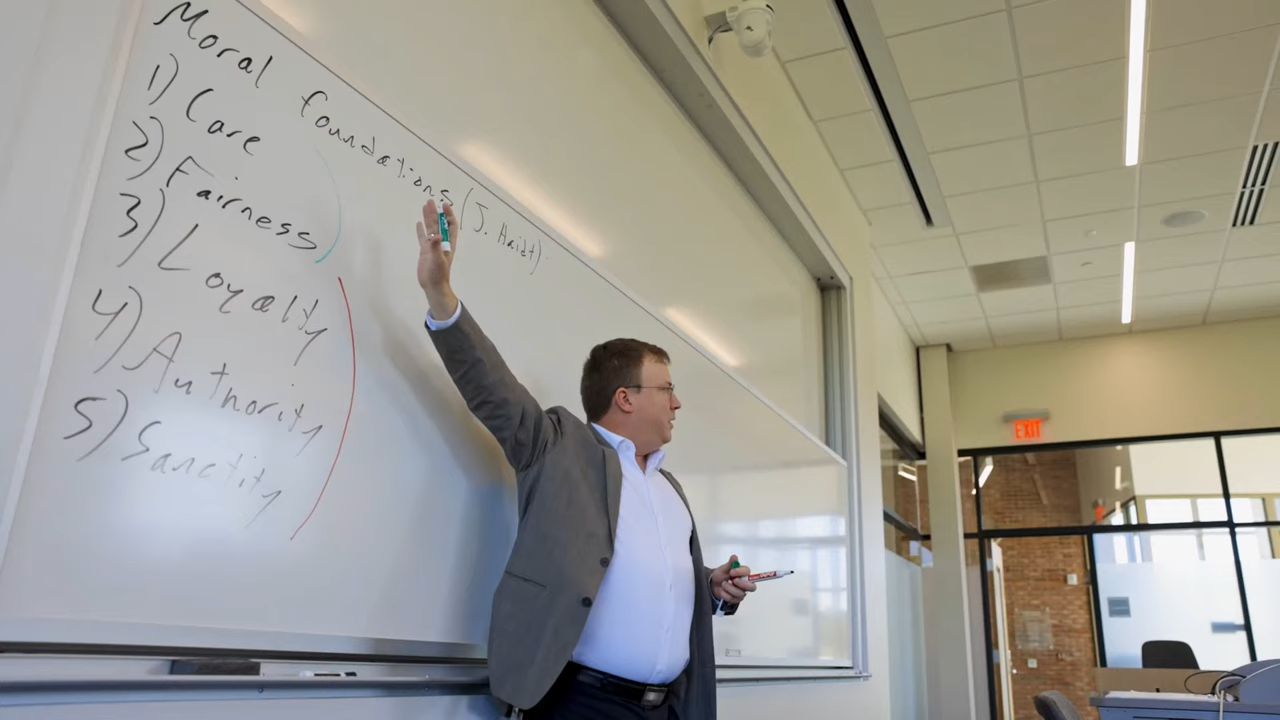 Moral foundations (J. Haidt)
1) Care
2) Fairness
3) Loyalty
4) Authority
5) Sanctity
EXIT